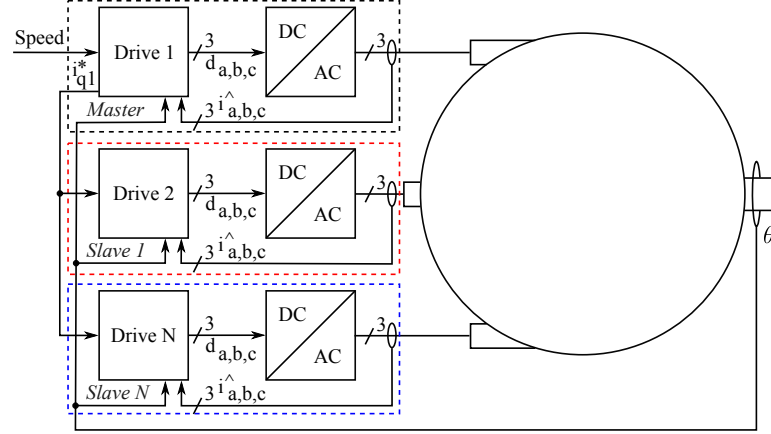 Speed
Drive 1
3
d a,b,c
DC
AC
3
i*q1
Master
3 i^a,b,c
Drive 2
3
d a,b,c
DC
AC
3
Slave 1
3 i^a,b,c
θ
Drive N
3
d a,b,c
DC
AC
3
Slave N
3 i^a,b,c